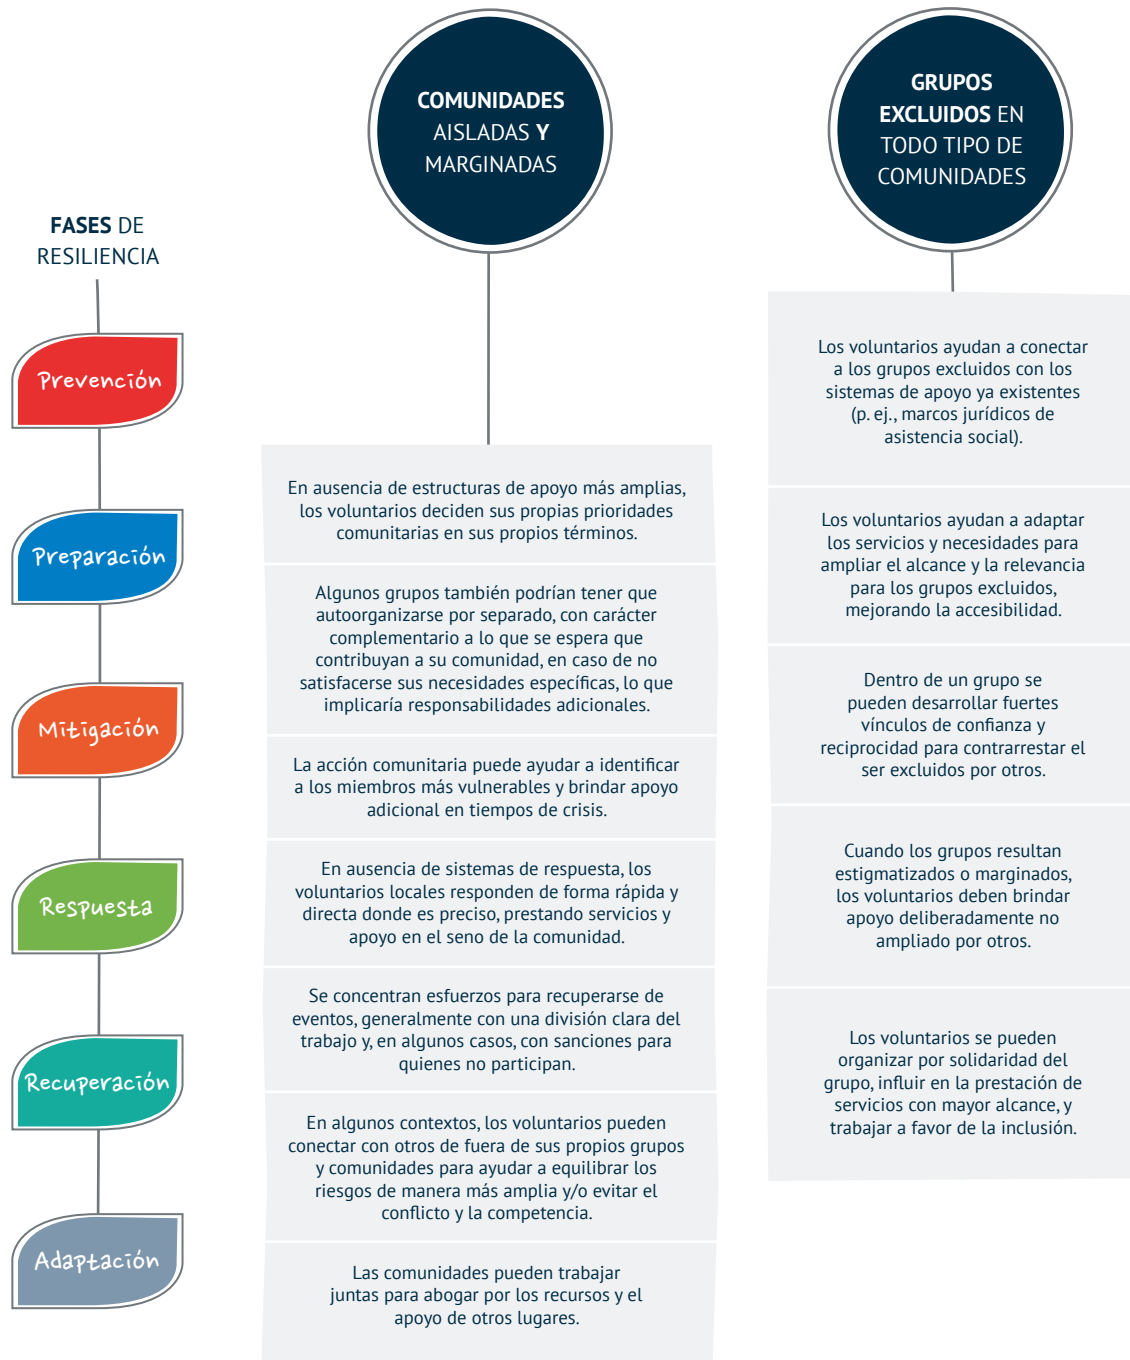 FASES DE
RESILIENCIA
Prevención
Preparación
Mitigación
Respuesta
Recuperación
Adaptación
COMUNIDADES
AISLADAS Y
MARGINADAS
En ausencia de estructuras de apoyo más amplias,
los voluntarios deciden sus propias prioridades
comunitarias en sus propios términos.
Algunos grupos también podrían tener que
autoorganizarse por separado, con carácter
complementario a lo que se espera que
contribuyan a su comunidad, en caso de no
satisfacerse sus necesidades específicas, lo que
implicaría responsabilidades adicionales.
La acción comunitaria puede ayudar a identificar
a los miembros más vulnerables y brindar apoyo
adicional en tiempos de crisis.
En ausencia de sistemas de respuesta, los
voluntarios locales responden de forma rápida y
directa donde es preciso, prestando servicios y
apoyo en el seno de la comunidad.
Se concentran esfuerzos para recuperarse de
eventos, generalmente con una división clara del
trabajo y, en algunos casos, con sanciones para
quienes no participan.
En algunos contextos, los voluntarios pueden
conectar con otros de fuera de sus propios grupos
y comunidades para ayudar a equilibrar los
riesgos de manera más amplia y/o evitar el
conflicto y la competencia.
Las comunidades pueden trabajar
juntas para abogar por los recursos y el
apoyo de otros lugares.
GRUPOS
EXCLUIDOS EN
TODO TIPO DE
COMUNIDADES
Los voluntarios ayudan a conectar
a los grupos excluidos con los
sistemas de apoyo ya existentes
(p. ej., marcos jurídicos de
asistencia social).
Los voluntarios ayudan a adaptar
los servicios y necesidades para
ampliar el alcance y la relevancia
para los grupos excluidos,
mejorando la accesibilidad.
Dentro de un grupo se
pueden desarrollar fuertes
vínculos de confianza y
reciprocidad para contrarrestar el
ser excluidos por otros.
Cuando los grupos resultan
estigmatizados o marginados,
los voluntarios deben brindar
apoyo deliberadamente no
ampliado por otros.
Los voluntarios se pueden
organizar por solidaridad del
grupo, influir en la prestación de
servicios con mayor alcance, y
trabajar a favor de la inclusión.